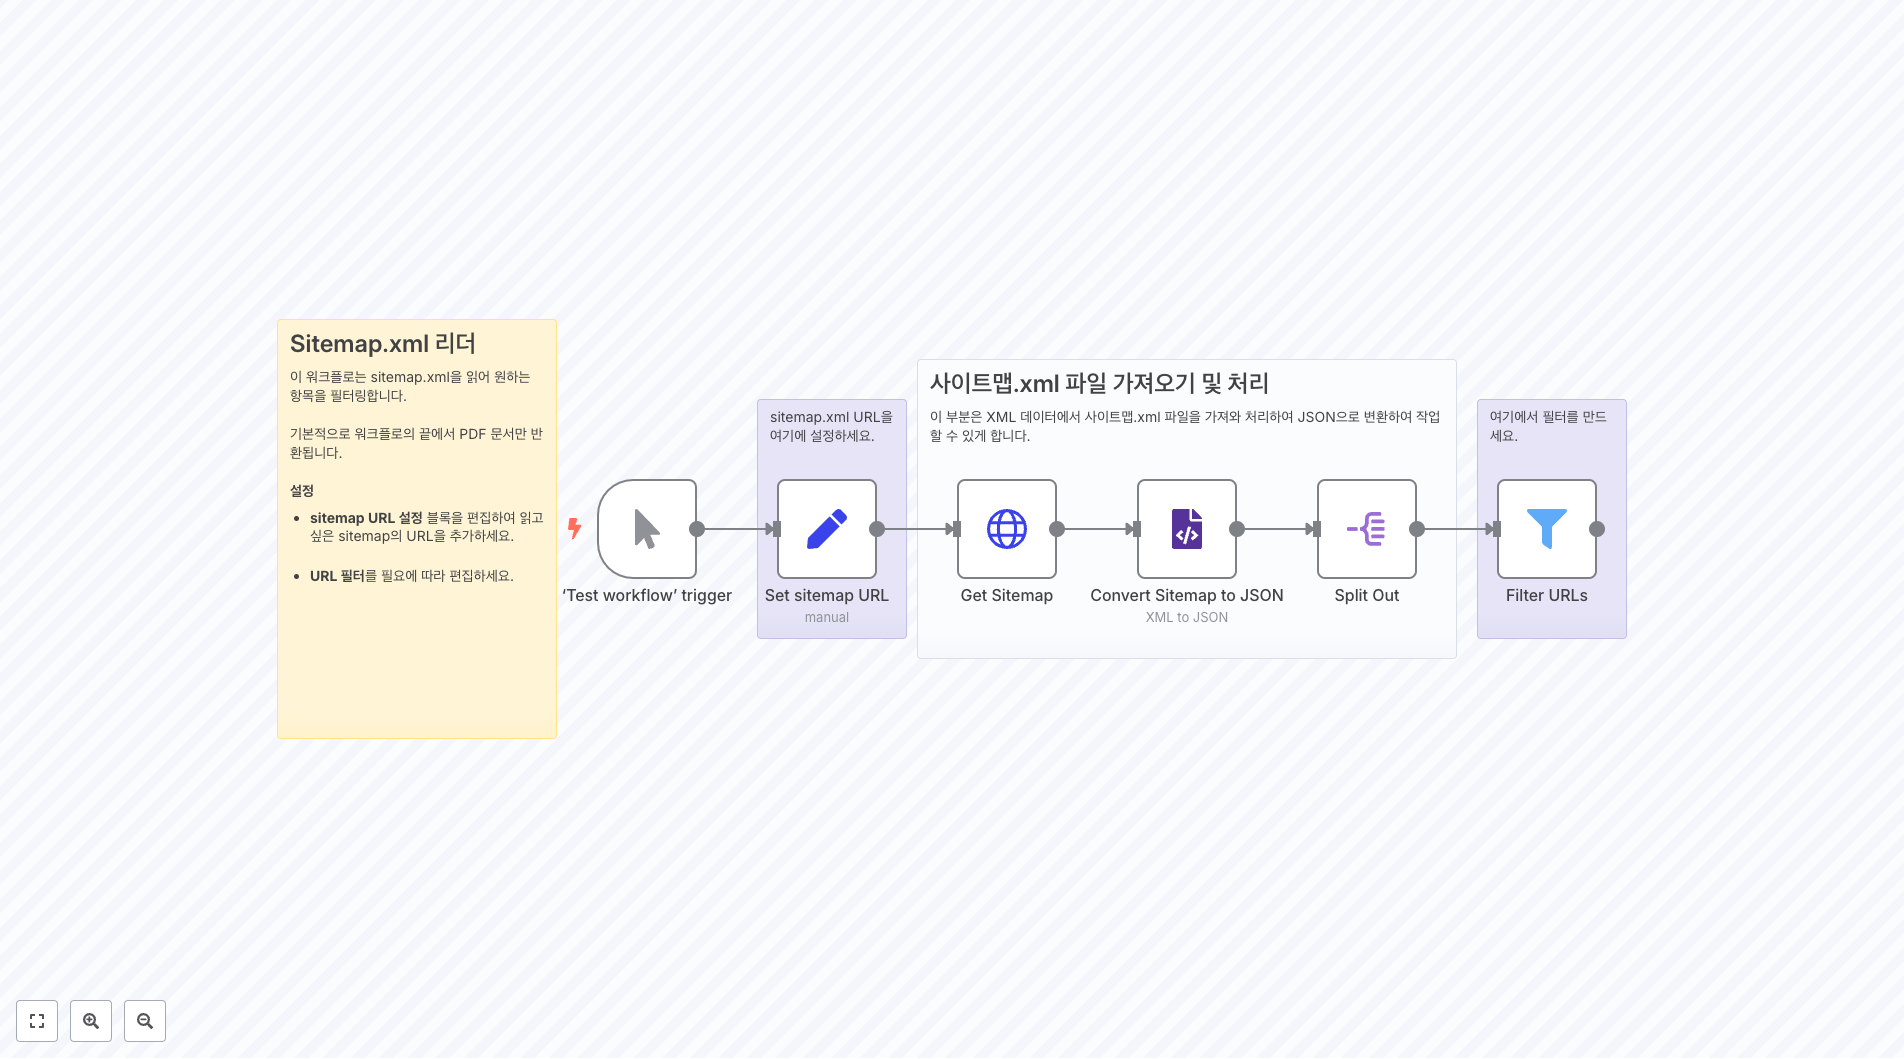 Sitemap.xml 리더
이 워크플로는 sitemap.xml을 읽어 원하는
항목을 필터링합니다.
기본적으로 워크플로의 끝에서 PDF 문서만 반
환됩니다.
설정
sitemap URL 설정 블록을 편집하여 읽고
싶은 sitemap의 URL을 추가하세요.
URL 필터를 필요에 따라 편집하세요.
‘Test workflow’ trigger
sitemap.xml URL을
여기에 설정하세요.
Set sitemap URL
manual
사이트맵.xml 파일 가져오기 및 처리
이 부분은 XML 데이터에서 사이트맵.xml 파일을 가져와 처리하여 JSON으로 변환하여 작업
할 수 있게 합니다.
Get Sitemap
Convert Sitemap to JSON
XML to JSON
Split Out
여기에서 필터를 만드
세요.
Filter URLs